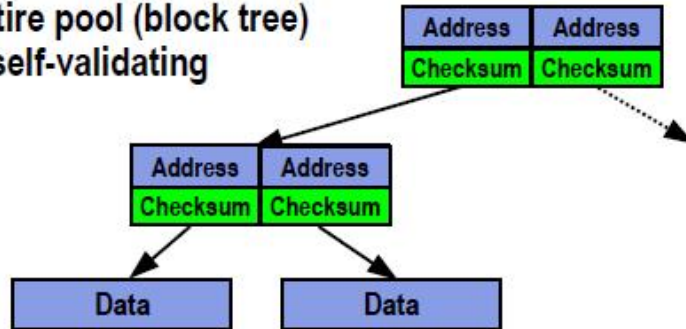 tire pool (block tree)
self-validating
Address Address
Checksum Checksum
Address Address
Checksum Checksum
Data Data